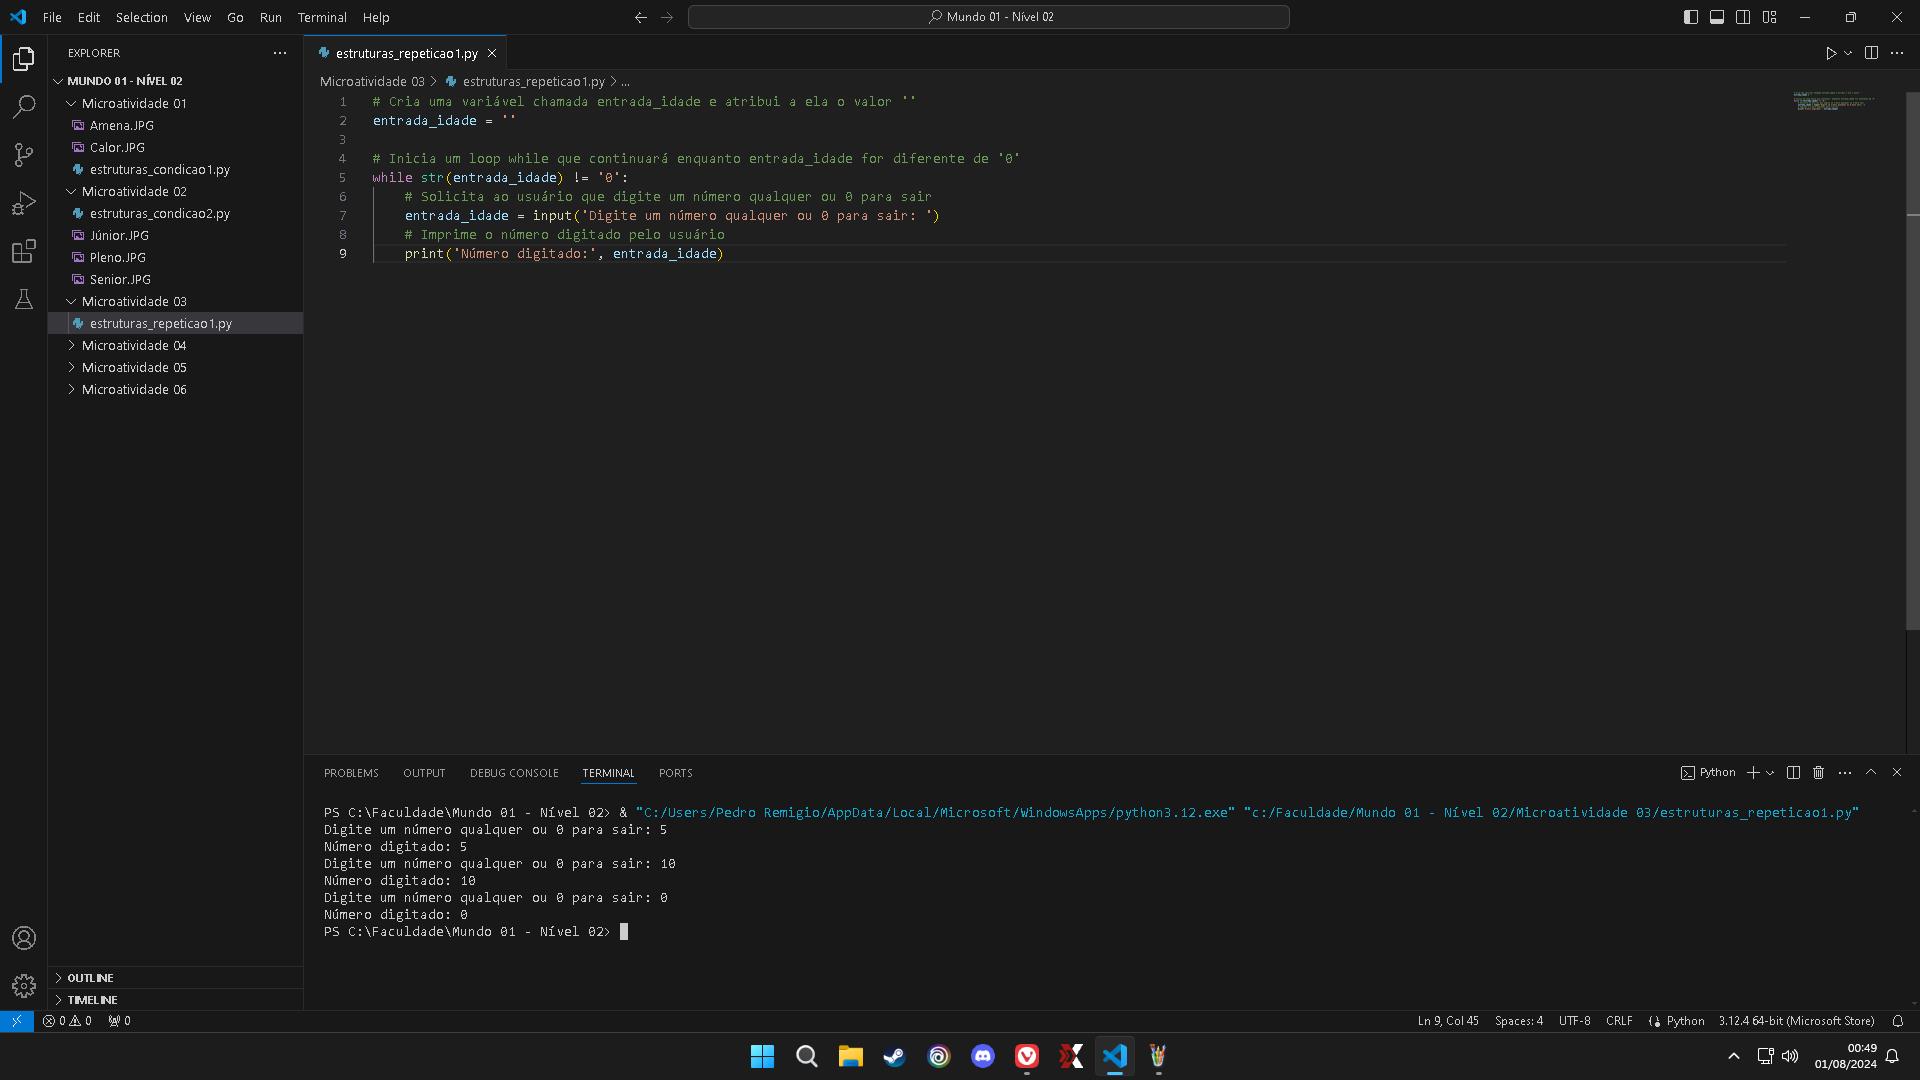 File Edit Selection View Go Run Terminal Help
Mundo 01 - Nível 02
EXPLORER
MUNDO 01 - NÍVEL 02
Microatividade 01
Amena.JPG
Calor.JPG
estruturas_condicao1.py
Microatividade 02
estruturas_condicao2.py
Júnior.JPG
Pleno.JPG
Senior.JPG
Microatividade 03
estruturas_repeticao1.py
Microatividade 04
Microatividade 05
Microatividade 06
OUTLINE
TIMELINE
estruturas_repeticao1.py
Microatividade 03 > estruturas_repeticao1.py > ...
1 # Cria uma variável chamada entrada_idade e atribui a ela o valor ''
2 entrada_idade = ''
3
4 # Inicia um loop while que continuará enquanto entrada_idade for diferente de '0'
5 while str(entrada_idade) != '0':
6     # Solicita ao usuário que digite um número qualquer ou 0 para sair
7     entrada_idade = input('Digite um número qualquer ou 0 para sair: ')
8     # Imprime o número digitado pelo usuário
9     print('Número digitado:', entrada_idade)
PROBLEMS OUTPUT DEBUG CONSOLE TERMINAL PORTS
Python
PS C:\Faculdade\Mundo 01 - Nível 02> & "C:/Users/Pedro Remigio/AppData/Local/Microsoft/WindowsApps/python3.12.exe" "c:/Faculdade/Mundo 01 - Nível 02/Microatividade 03/estruturas_repeticao1.py"
Digite um número qualquer ou 0 para sair: 5
Número digitado: 5
Digite um número qualquer ou 0 para sair: 10
Número digitado: 10
Digite um número qualquer ou 0 para sair: 0
Número digitado: 0
PS C:\Faculdade\Mundo 01 - Nível 02>
0 0 0
Ln 9, Col 45 Spaces: 4 UTF-8 CRLF Python 3.12.4 64-bit (Microsoft Store)
00:49
01/08/2024